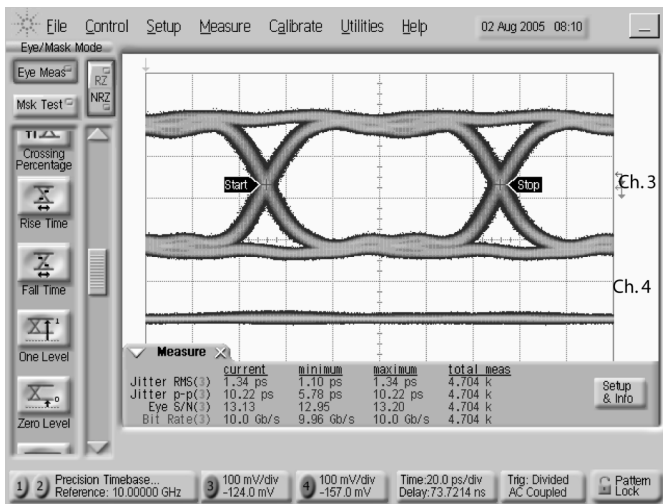 File Control Setup Measure Calibrate Utilities Help 02 Aug 2005 08:10
Eye/Mask Mode
Eye Meas
RZ
NRZ
Msk Test
Crossing
Percentage
Rise Time
Fall Time
One Level
Zero Level
Start
Stop
Ch.3
Ch.4
Measure
current minimum maximum total meas
Jitter RMS(3) 1.34 ps 1.10 ps 1.34 ps 4.704 k
Jitter p-p(3) 10.22 ps 5.78 ps 10.22 ps 4.704 k
Eye S/N(3) 13.13 12.95 13.20 4.704 k
Bit Rate(3) 10.0 Gb/s 9.96 Gb/s 10.0 Gb/s 4.704 k
Setup
& Info
1 2 Precision Timebase...
Reference: 10.00000 GHz
3 100 mV/div
-124.0 mV
4 100 mV/div
-157.0 mV
Time:20.0 ps/div
Delay:73.7214 ns
Trig: Divided
AC Coupled
Pattern
Lock